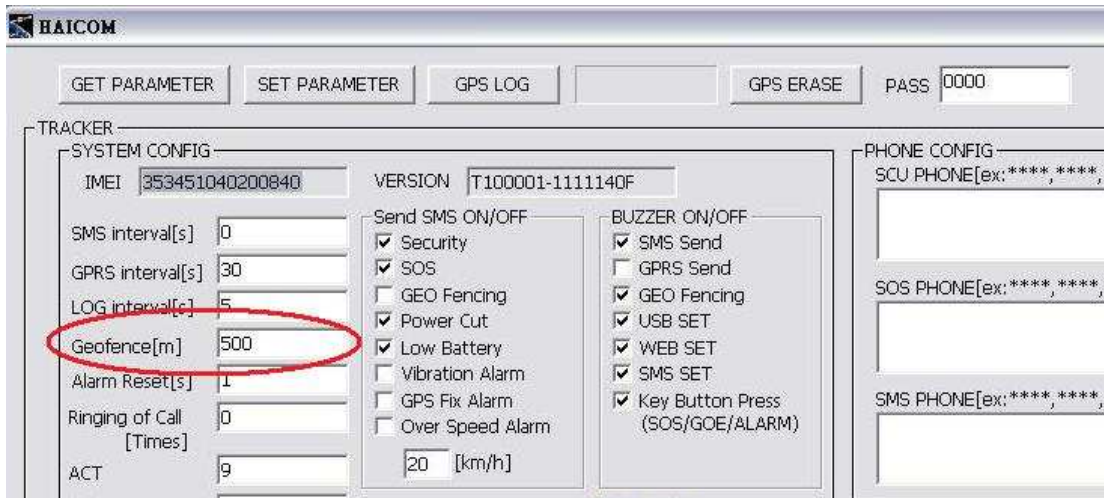 HAICOM
GET PARAMETER SET PARAMETER GPS LOG GPS ERASE PASS 0000
TRACKER
SYSTEM CONFIG
IMEI 353451040200840 VERSION T100001-1111140F
SMS interval[s] 0
GPRS interval[s] 30
LOG interval[s] 5
Geofence[m] 500
Alarm Reset[s] 1
Ringing of Call 0
[Times]
ACT 9
Send SMS ON/OFF
Security
SOS
GEO Fencing
Power Cut
Low Battery
Vibration Alarm
GPS Fix Alarm
Over Speed Alarm
20 [km/h]
BUZZER ON/OFF
SMS Send
GPRS Send
GEO Fencing
USB SET
WEB SET
SMS SET
Key Button Press
(SOS/GOE/ALARM)
PHONE CONFIG
SCU PHONE[ex:****,****,
SOS PHONE[ex:****,****,
SMS PHONE[ex:****,****,